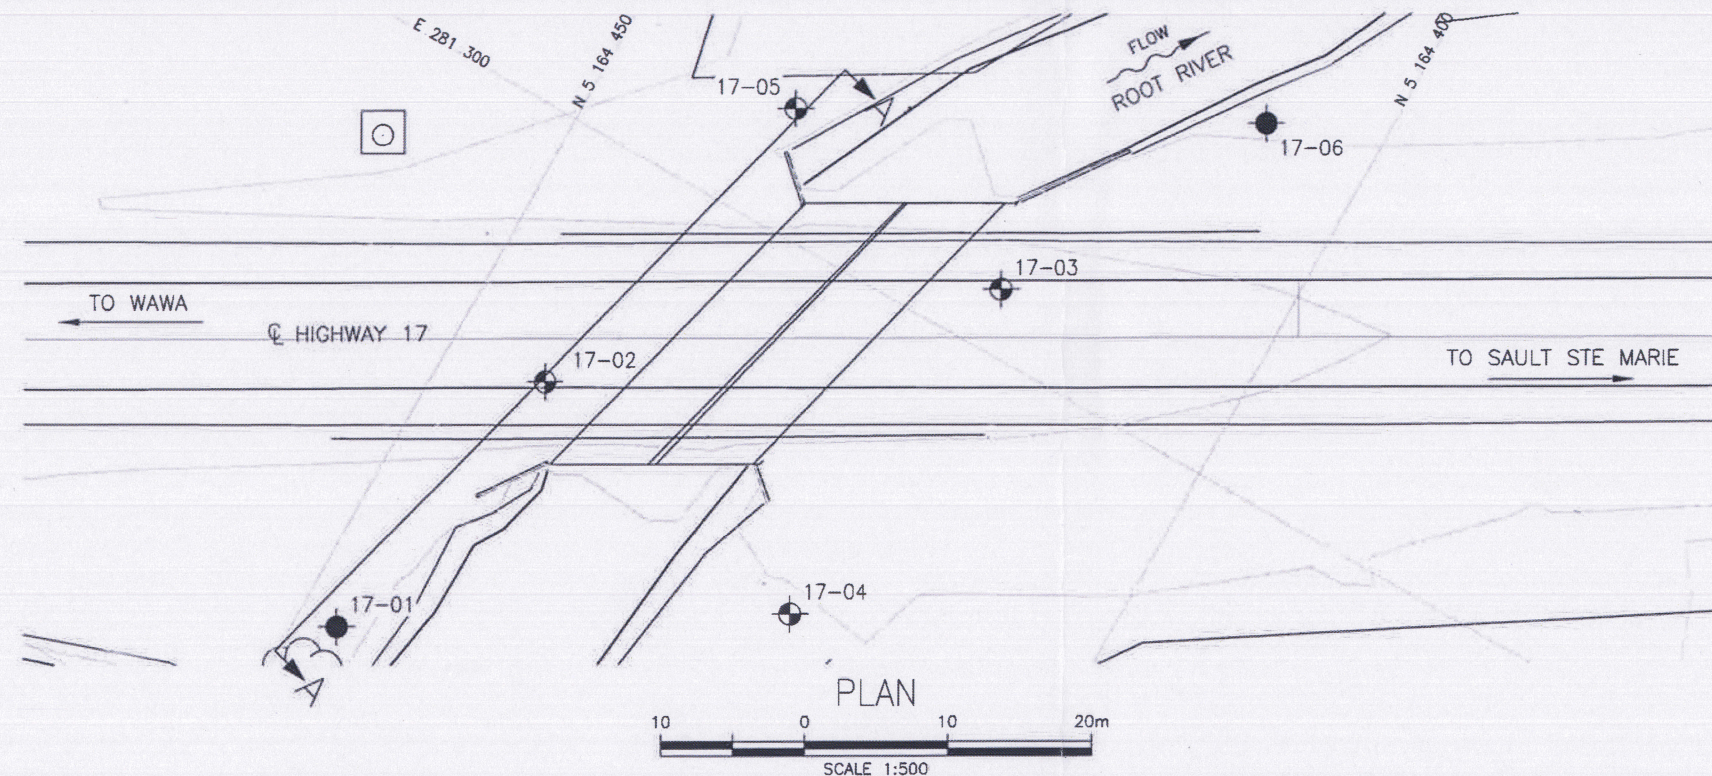 E 281 300
N 5 164 450
FLOW
ROOT RIVER
N 5 164 400
17-05
A
17-06
17-03
TO WAWA
℄ HIGHWAY 17
17-02
TO SAULT STE MARIE
17-01
17-04
A
PLAN
10 0 10 20m
SCALE 1:500